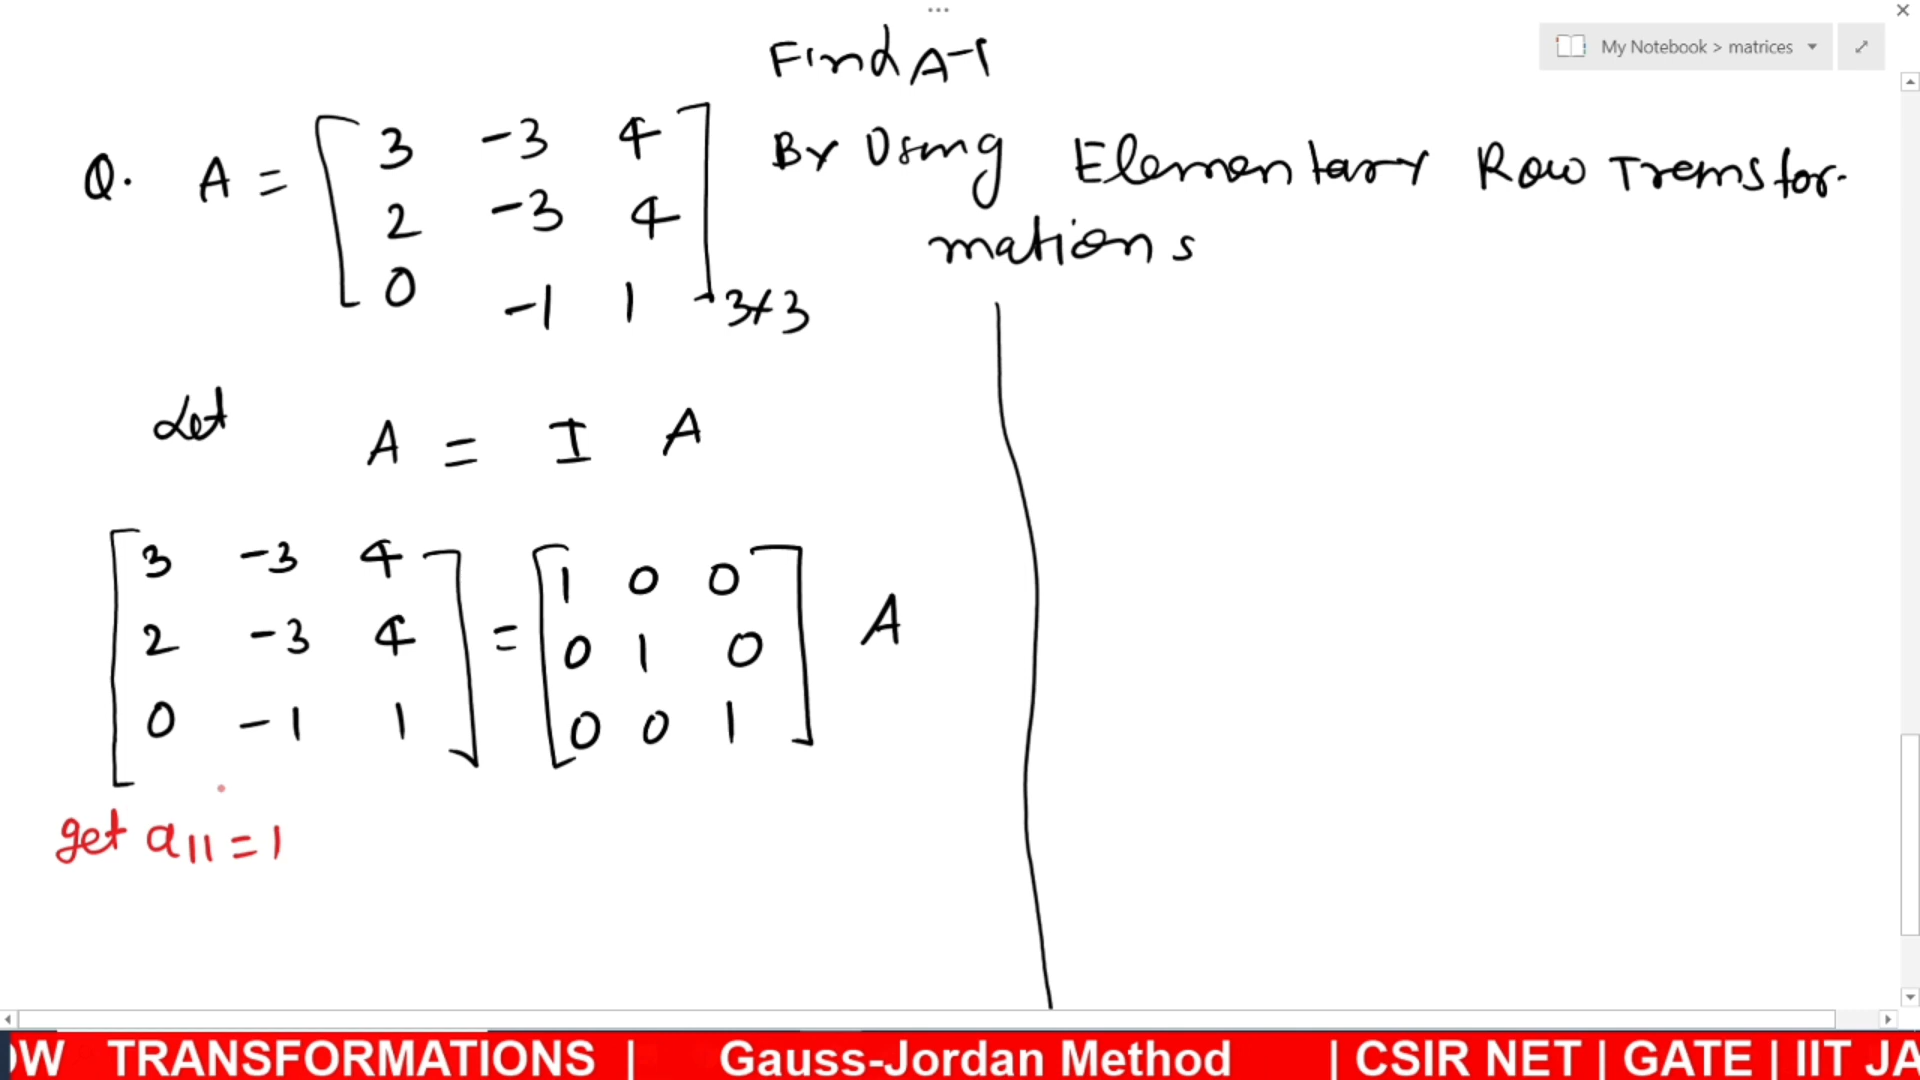 My Notebook > matrices
Find A-1
Q. A = [3 -3 4
2 -3 4
0 -1 1] 3×3
By Using Elementary Row Tremsfor-
mations
Let A = I A
[3 -3 4
2 -3 4
0 -1 1] = [1 0 0
0 1 0
0 0 1] A
get a11 = 1
OW TRANSFORMATIONS | Gauss-Jordan Method | CSIR NET | GATE | IIT JA